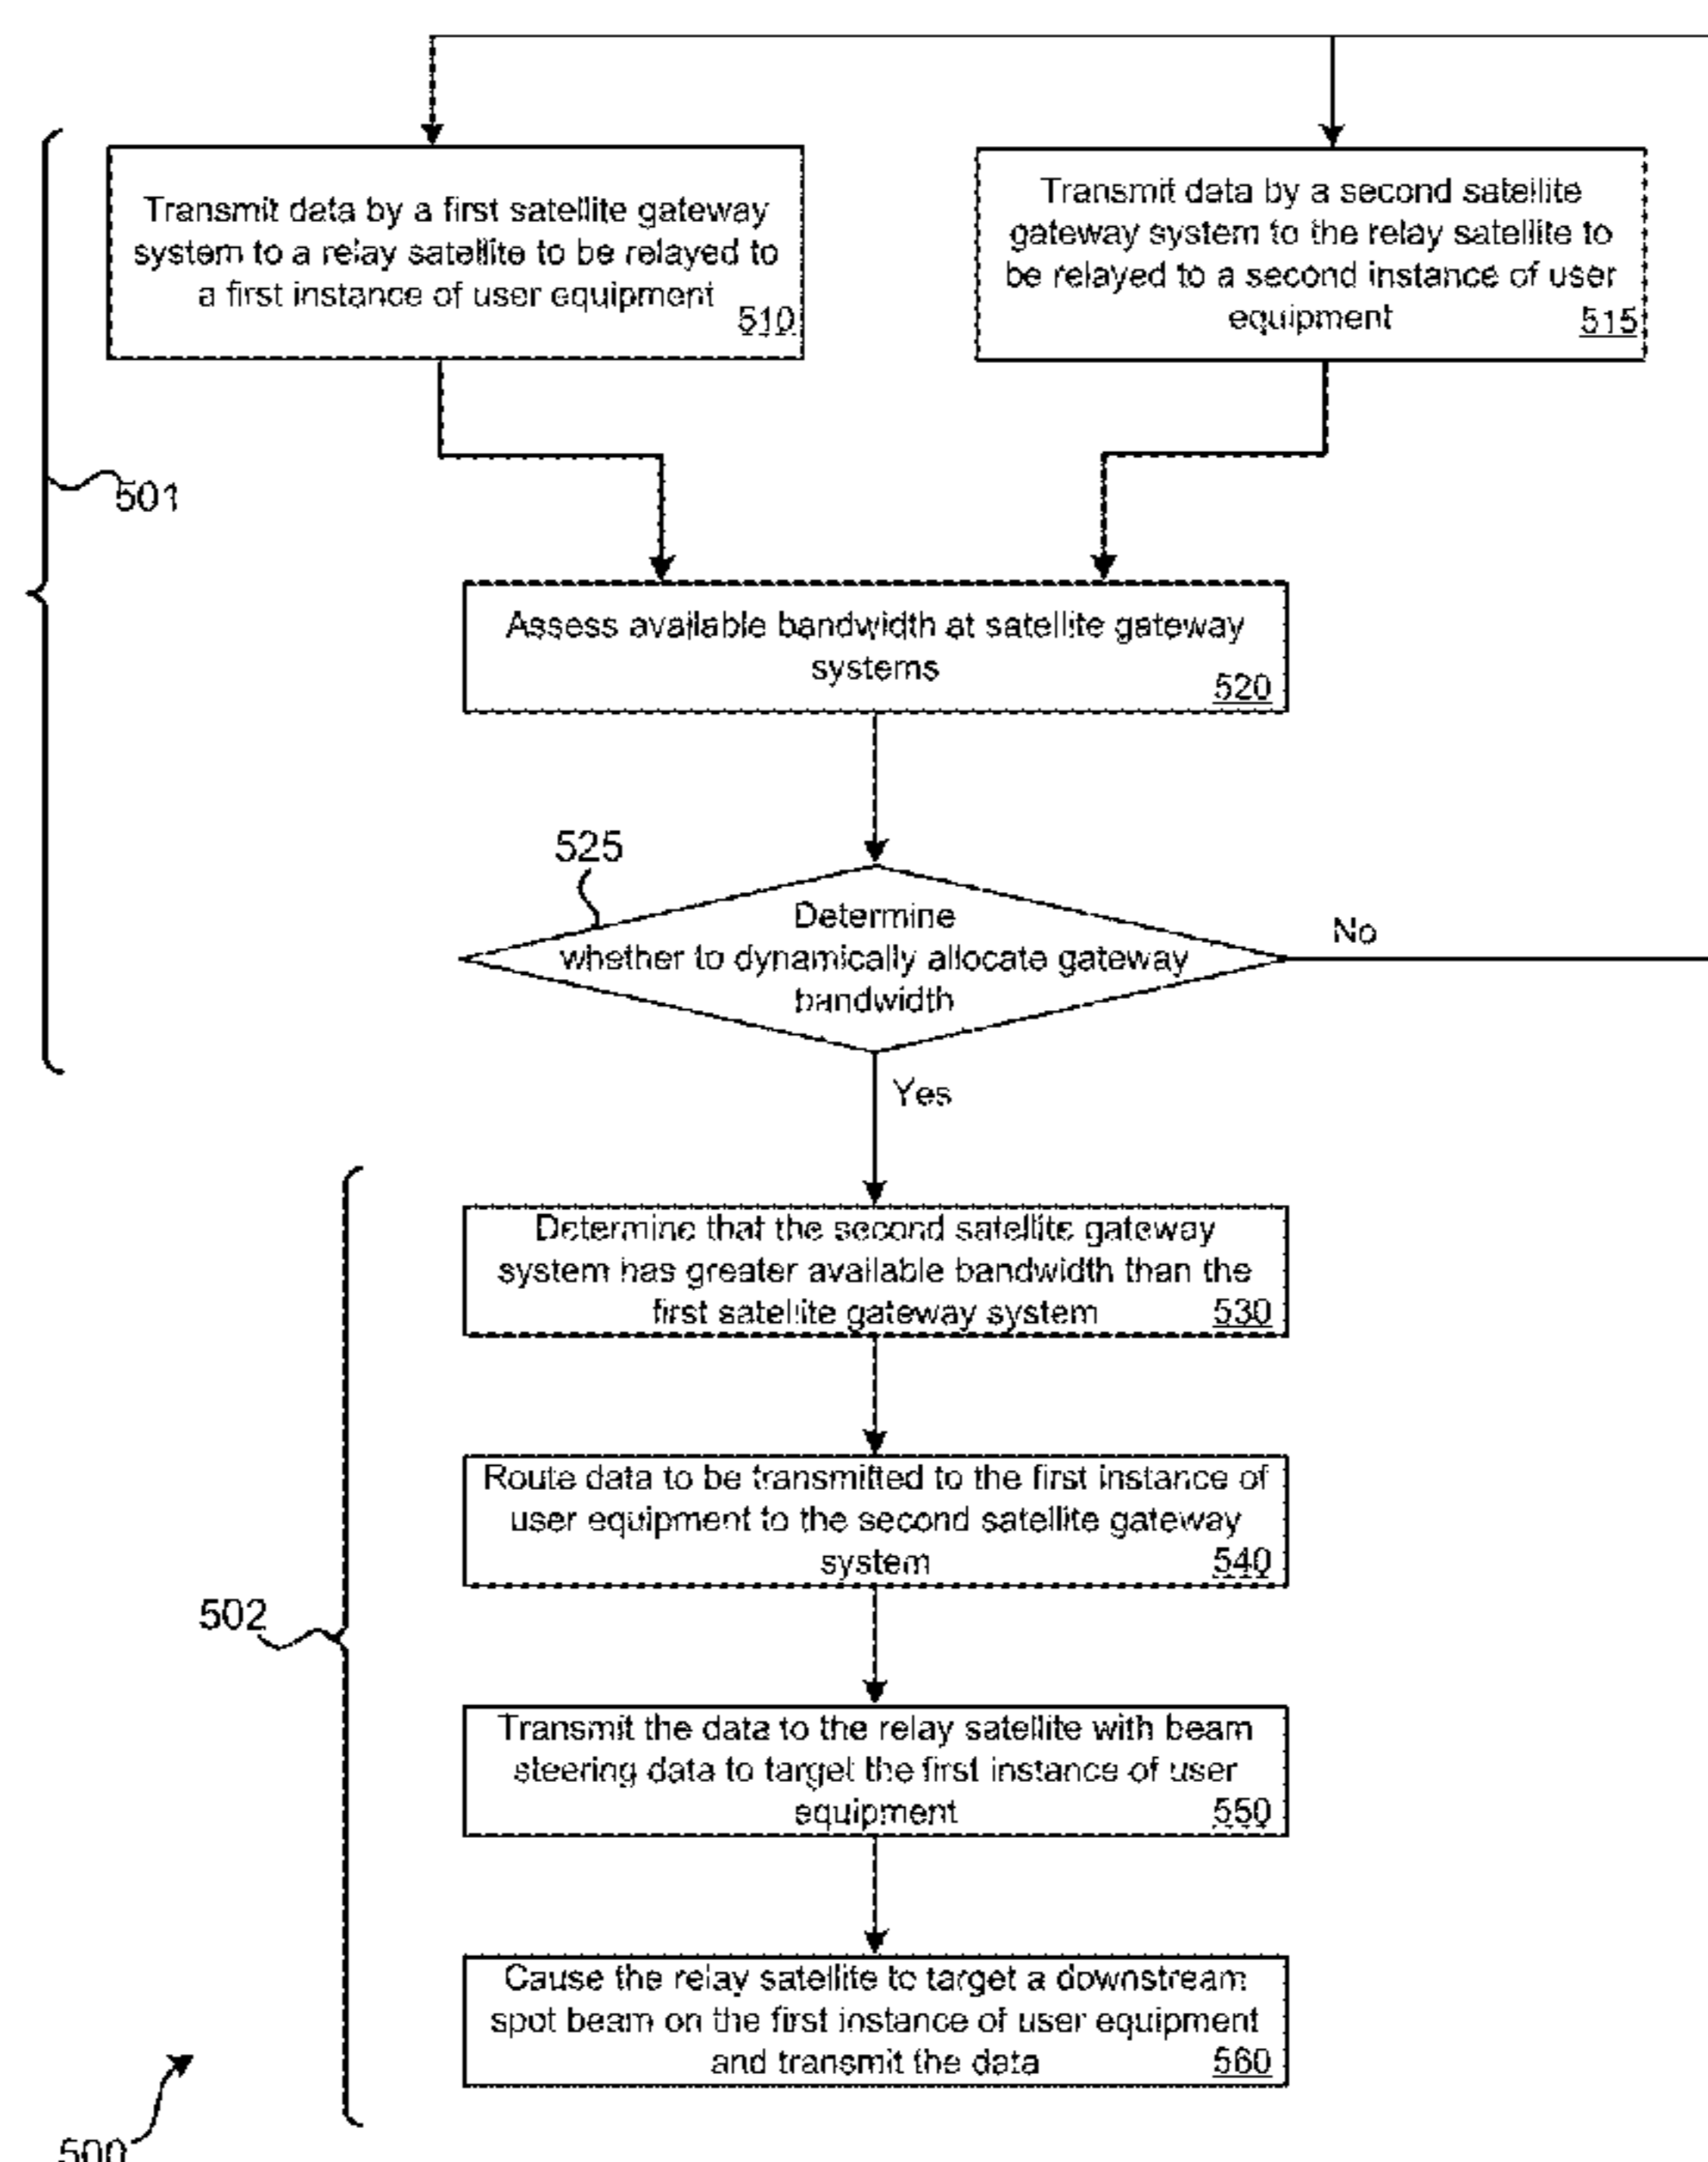 Transmit data by a first satellite gateway
system to a relay satellite to be relayed to
a first instance of user equipment
510
Transmit data by a second satellite
gateway system to the relay satellite to
be relayed to a second instance of user
equipment
515
501
Assess available bandwidth at satellite gateway
systems
520
525
Determine
whether to dynamically allocate gateway
bandwidth
No
Yes
Determine that the second satellite gateway
system has greater available bandwidth than the
first satellite gateway system
530
Route data to be transmitted to the first instance of
user equipment to the second satellite gateway
system
540
502
Transmit the data to the relay satellite with beam
steering data to target the first instance of user
equipment
550
Cause the relay satellite to target a downstream
spot beam on the first instance of user equipment
and transmit the data
560
500